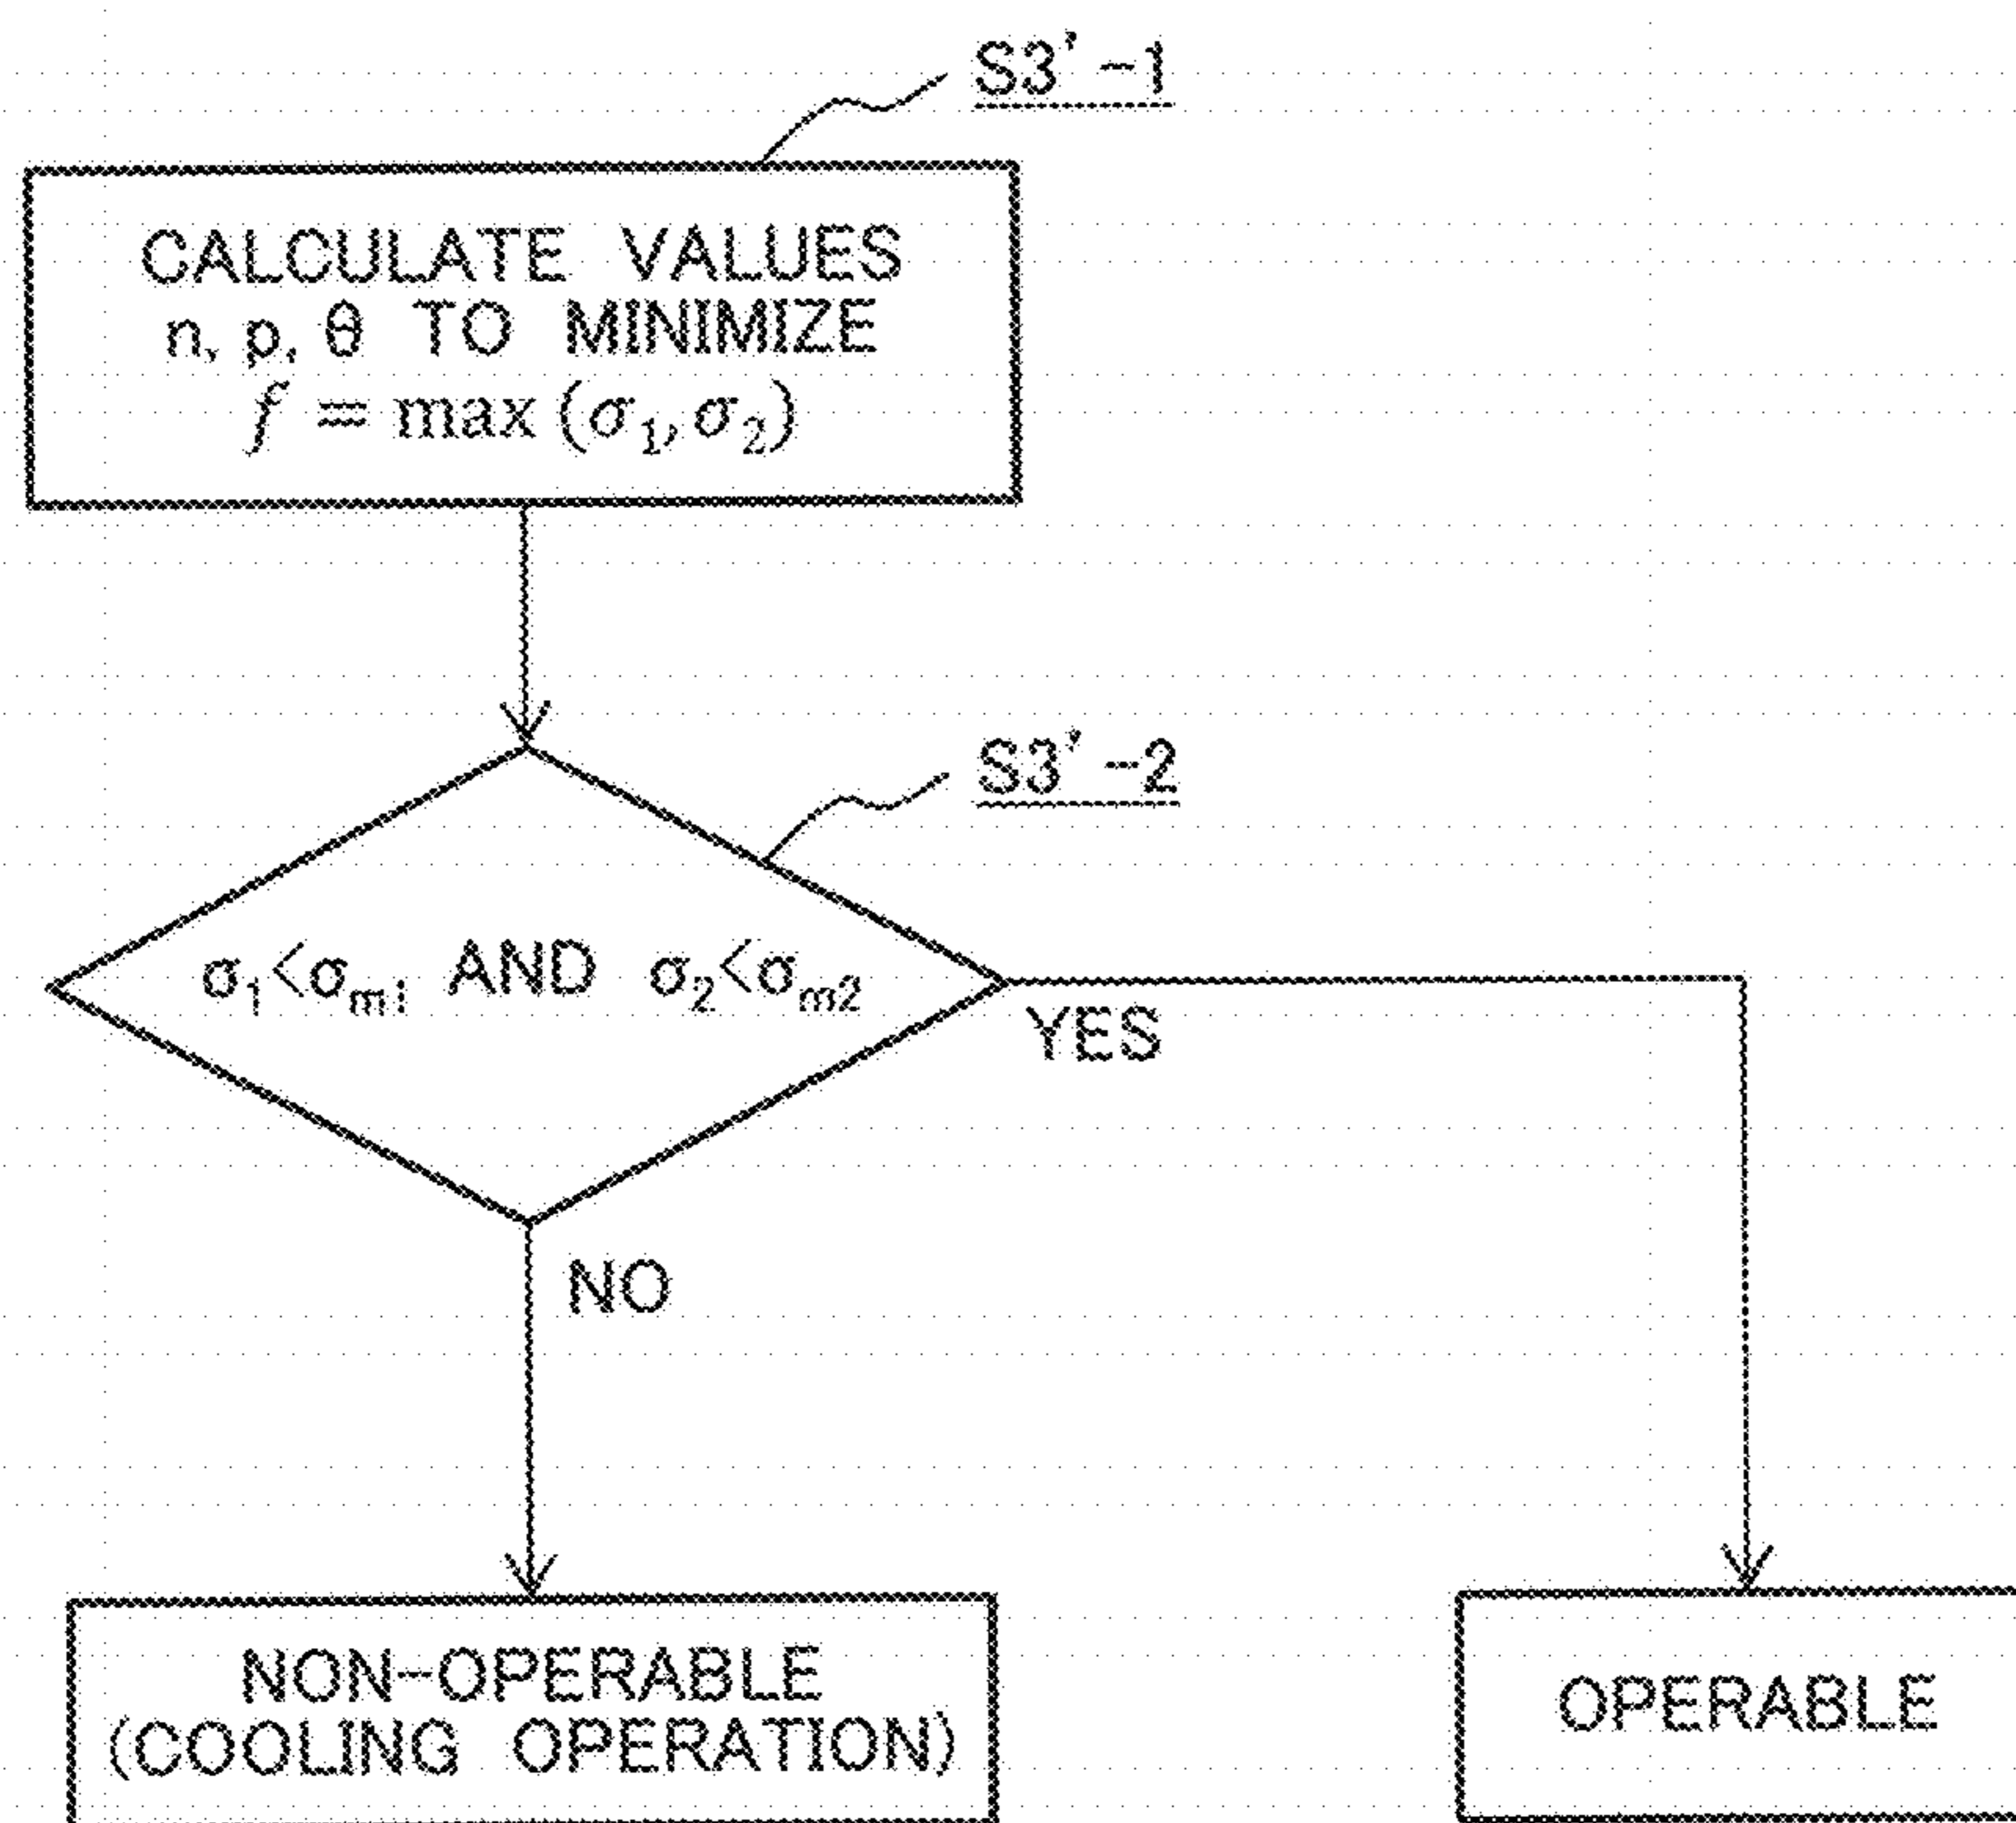 S3'-1
CALCULATE VALUES
n, p, θ TO MINIMIZE
f = max (σ₁, σ₂)
S3'-2
σ₁<σₘ₁ AND σ₂<σₘ₂
YES
NO
NON-OPERABLE
(COOLING OPERATION)
OPERABLE